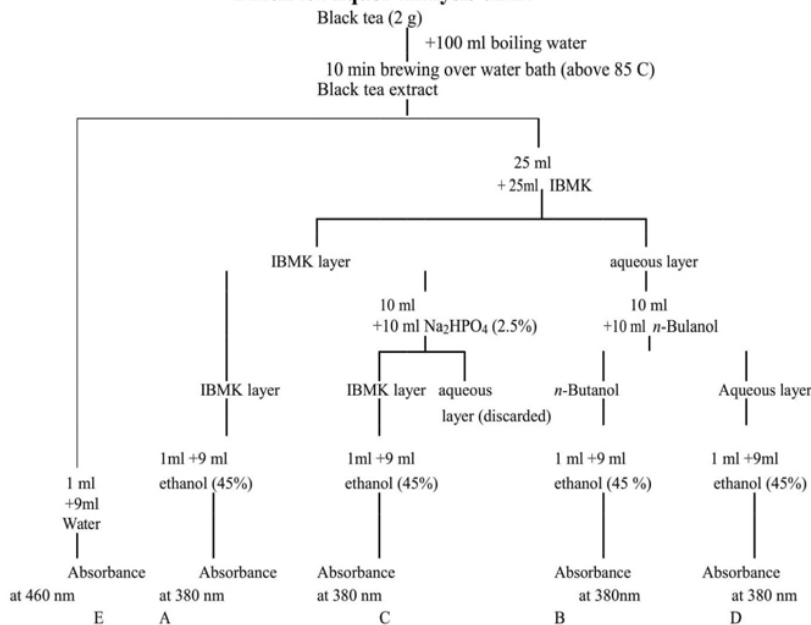 Black tea (2 g)
+100 ml boiling water
10 min brewing over water bath (above 85 C)
Black tea extract
25 ml
+ 25ml IBMK
IBMK layer
aqueous layer
10 ml
+10 ml Na₂HPO₄ (2.5%)
10 ml
+10 ml n-Bulanol
IBMK layer
IBMK layer
aqueous
layer (discarded)
n-Butanol
Aqueous layer
1 ml
+9ml
Water
1ml +9 ml
ethanol (45%)
1ml +9 ml
ethanol (45%)
1 ml +9 ml
ethanol (45 %)
1 ml +9ml
ethanol (45%)
Absorbance
at 460 nm
E
Absorbance
at 380 nm
A
Absorbance
at 380 nm
C
Absorbance
at 380nm
B
Absorbance
at 380 nm
D